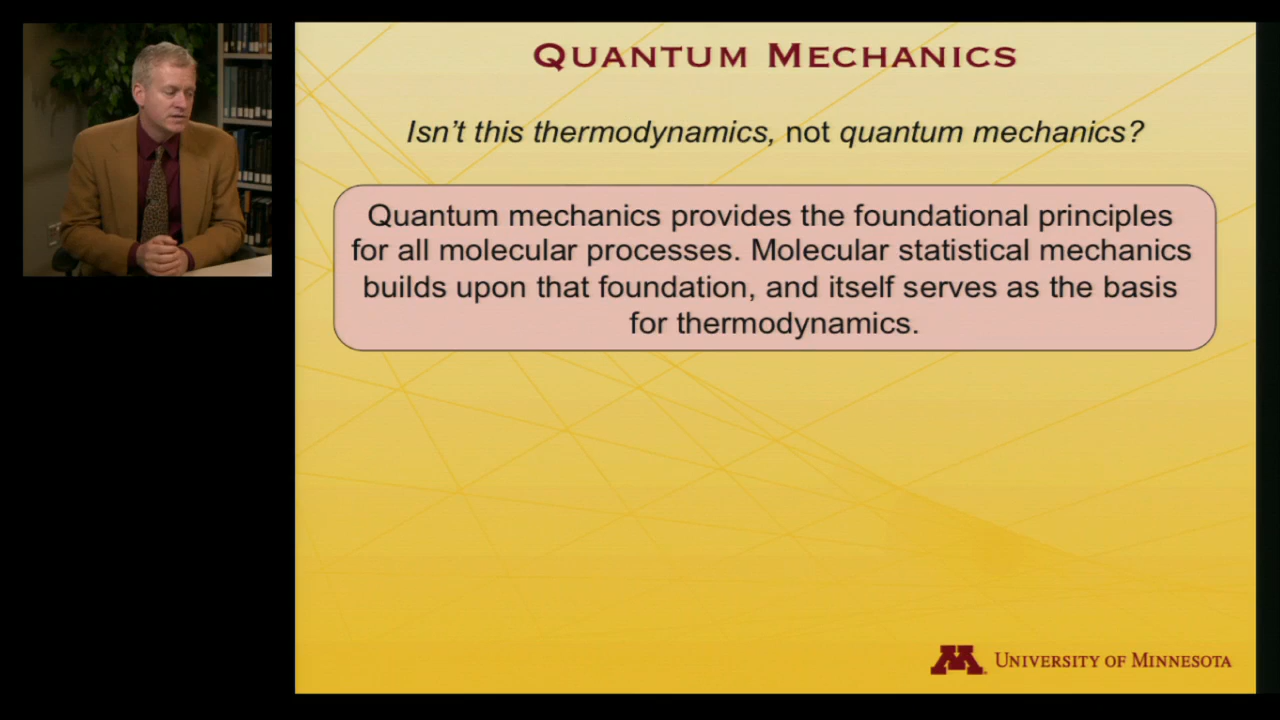 QUANTUM MECHANICS
Isn't this thermodynamics, not quantum mechanics?
Quantum mechanics provides the foundational principles
for all molecular processes. Molecular statistical mechanics
builds upon that foundation, and itself serves as the basis
for thermodynamics.
M UNIVERSITY OF MINNESOTA